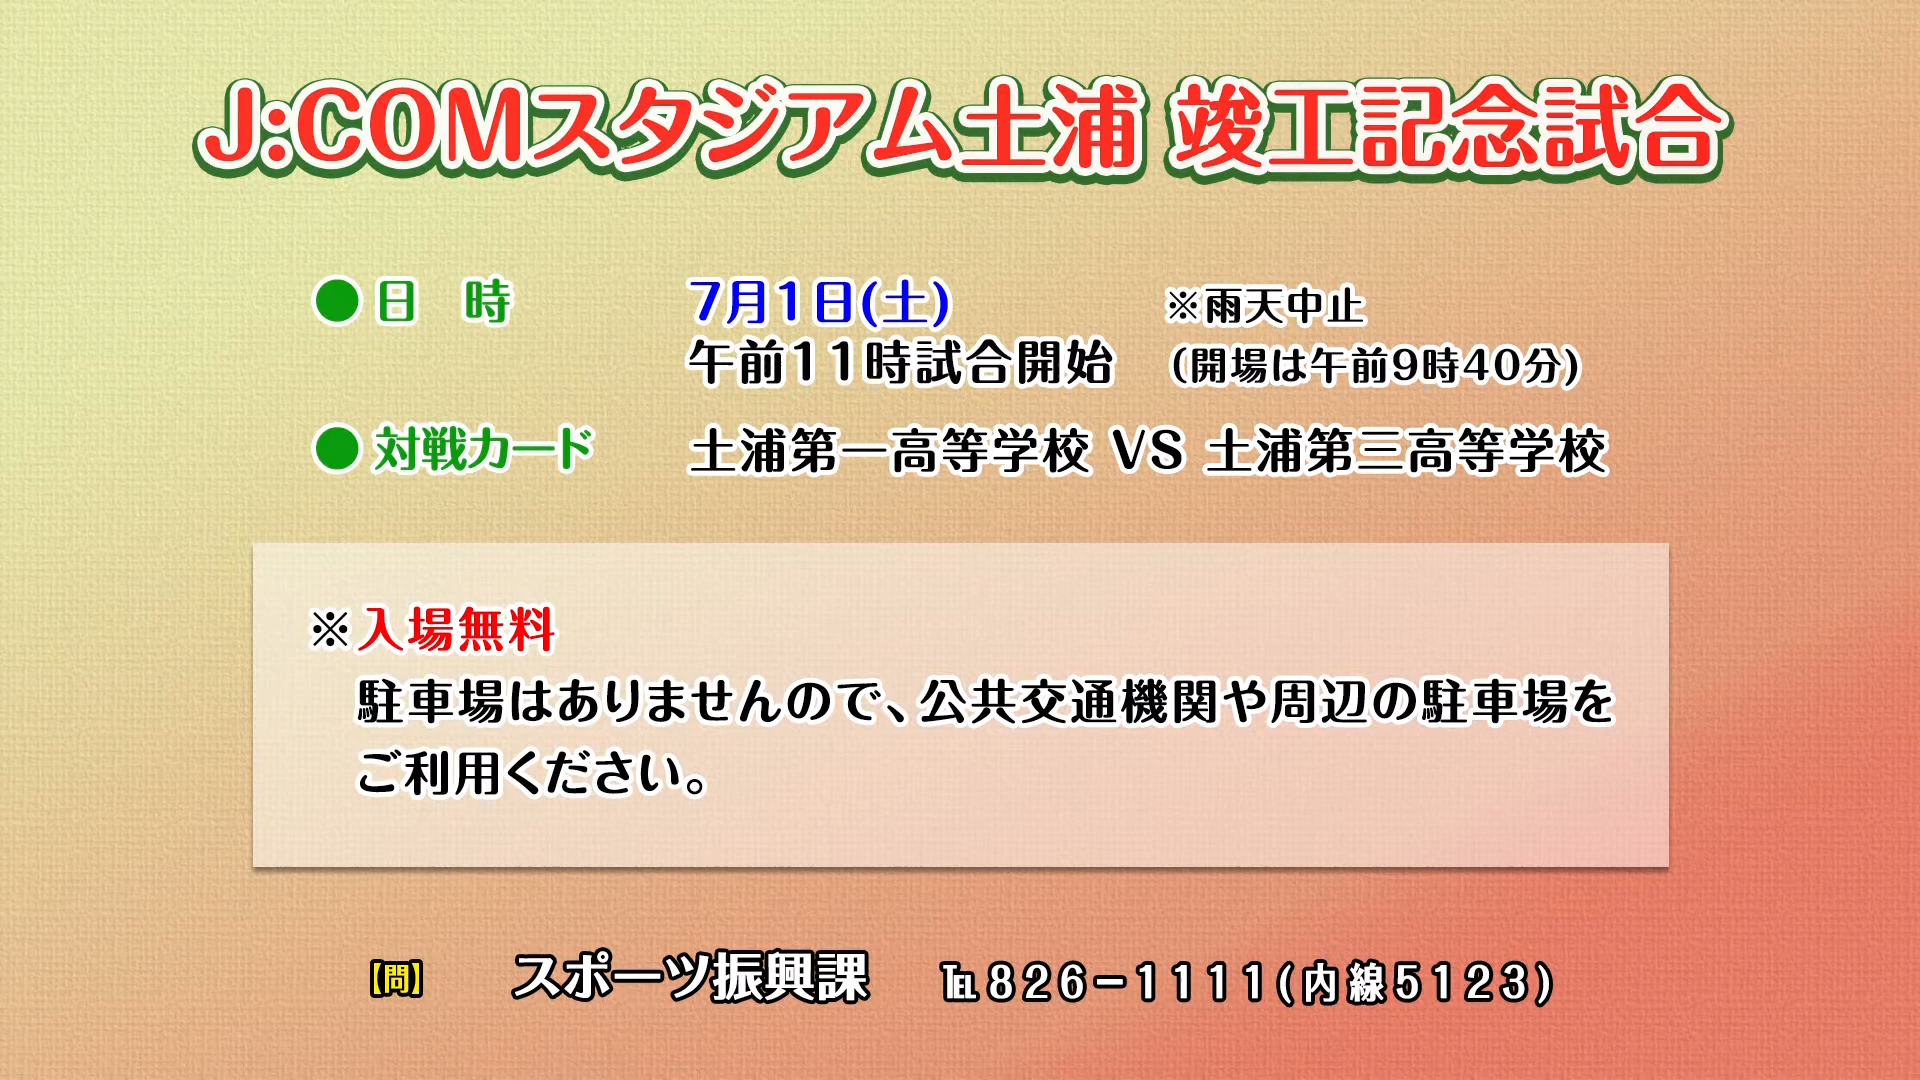 J:COMスタジアム土浦 竣工記念試合
●日　時　7月1日(土)　※雨天中止
午前11時試合開始　(開場は午前9時40分)
●対戦カード　土浦第一高等学校 VS 土浦第三高等学校
※入場無料
駐車場はありませんので、公共交通機関や周辺の駐車場を
ご利用ください。
【問】　スポーツ振興課　℡826-1111(内線5123)